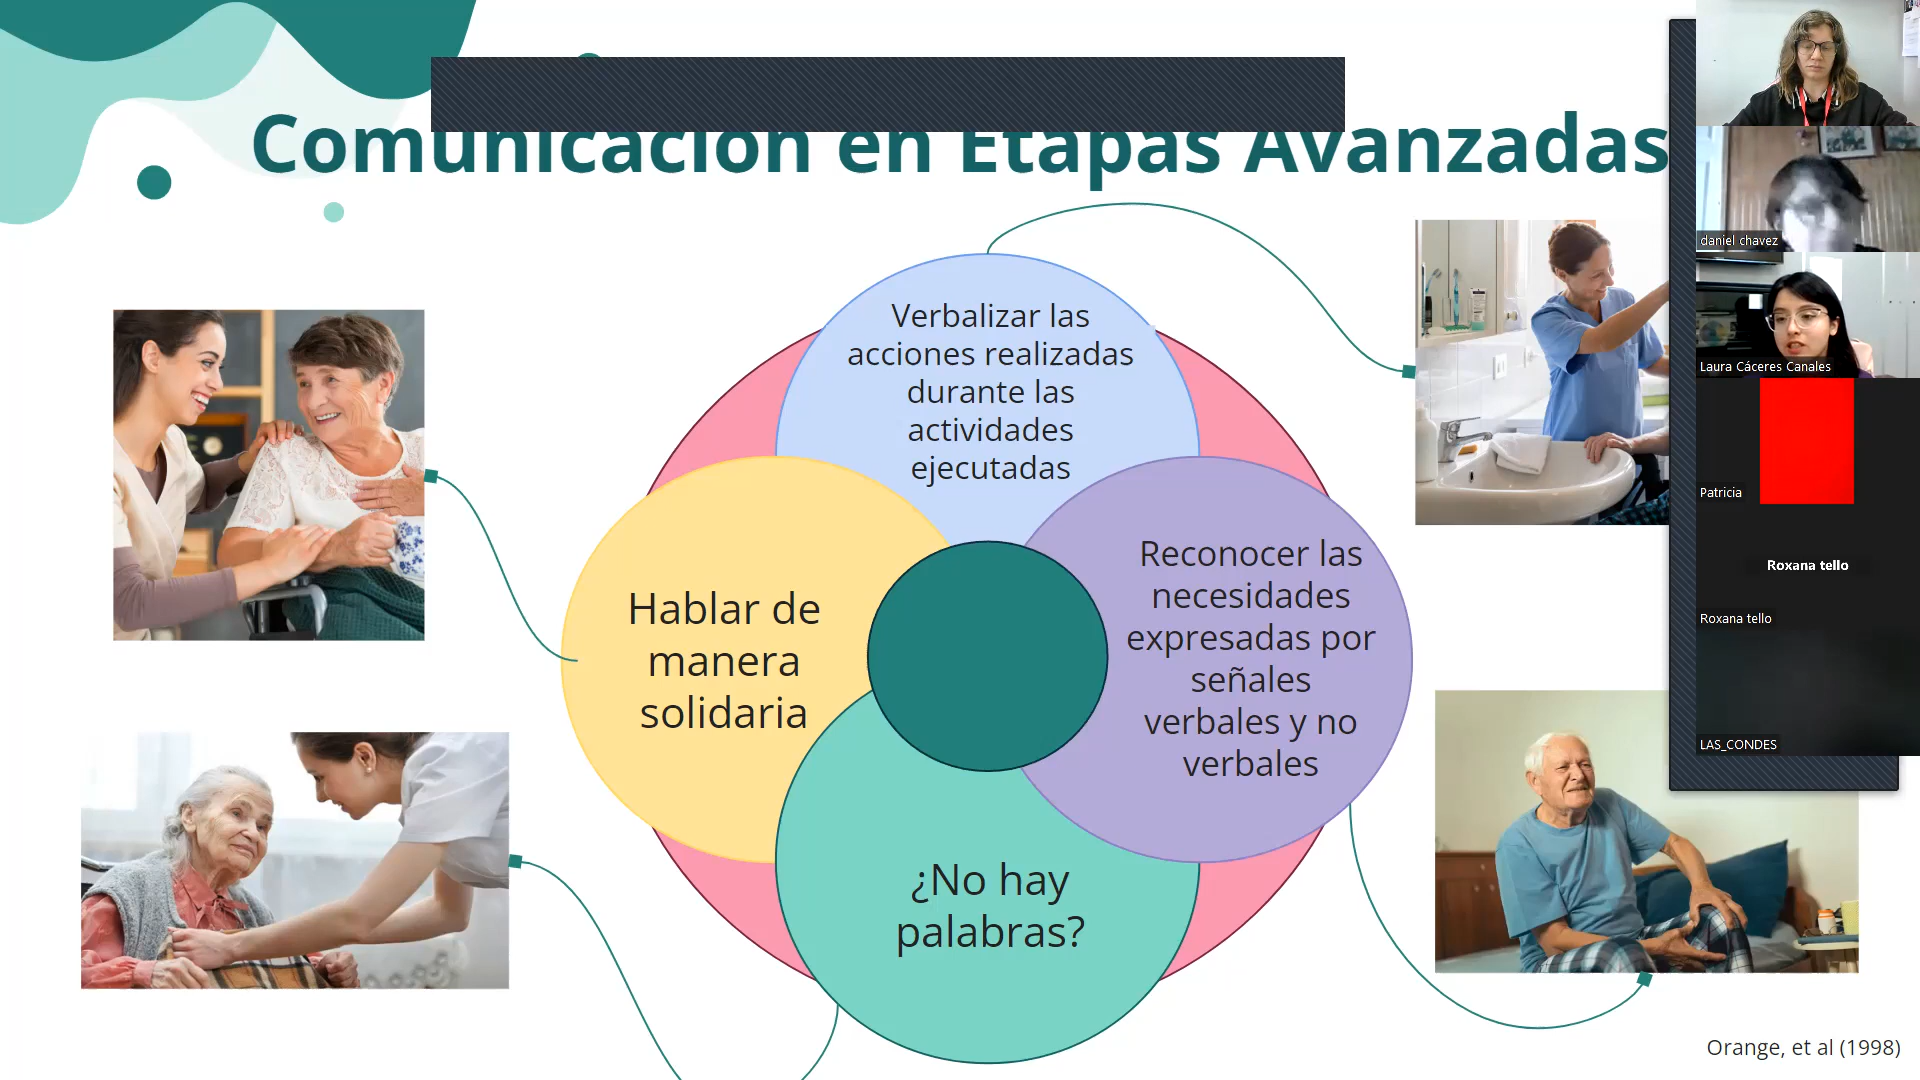 Comunicación en Etapas Avanzadas
Verbalizar las
acciones realizadas
durante las
actividades
ejecutadas
Hablar de
manera
solidaria
Reconocer las
necesidades
expresadas por
señales
verbales y no
verbales
¿No hay
palabras?
Orange, et al (1998)
daniel chavez
Laura Cáceres Canales
Patricia
Roxana tello
Roxana tello
LAS_CONDES